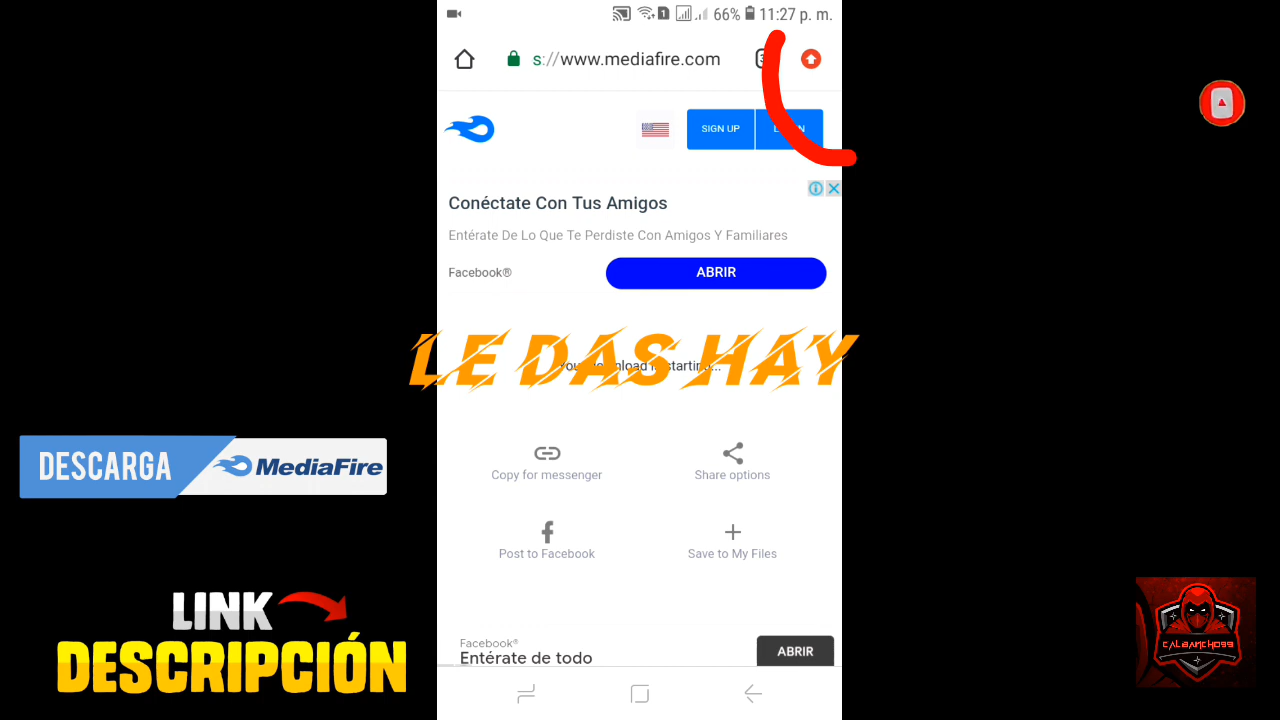 66% 11:27 p. m.
s://www.mediafire.com
SIGN UP
Conéctate Con Tus Amigos
Entérate De Lo Que Te Perdiste Con Amigos Y Familiares
Facebook®
ABRIR
LE DAS HAY
Copy for messenger
Share options
Post to Facebook
Save to My Files
Facebook®
Entérate de todo
ABRIR
DESCARGA
MediaFire
LINK
DESCRIPCIÓN